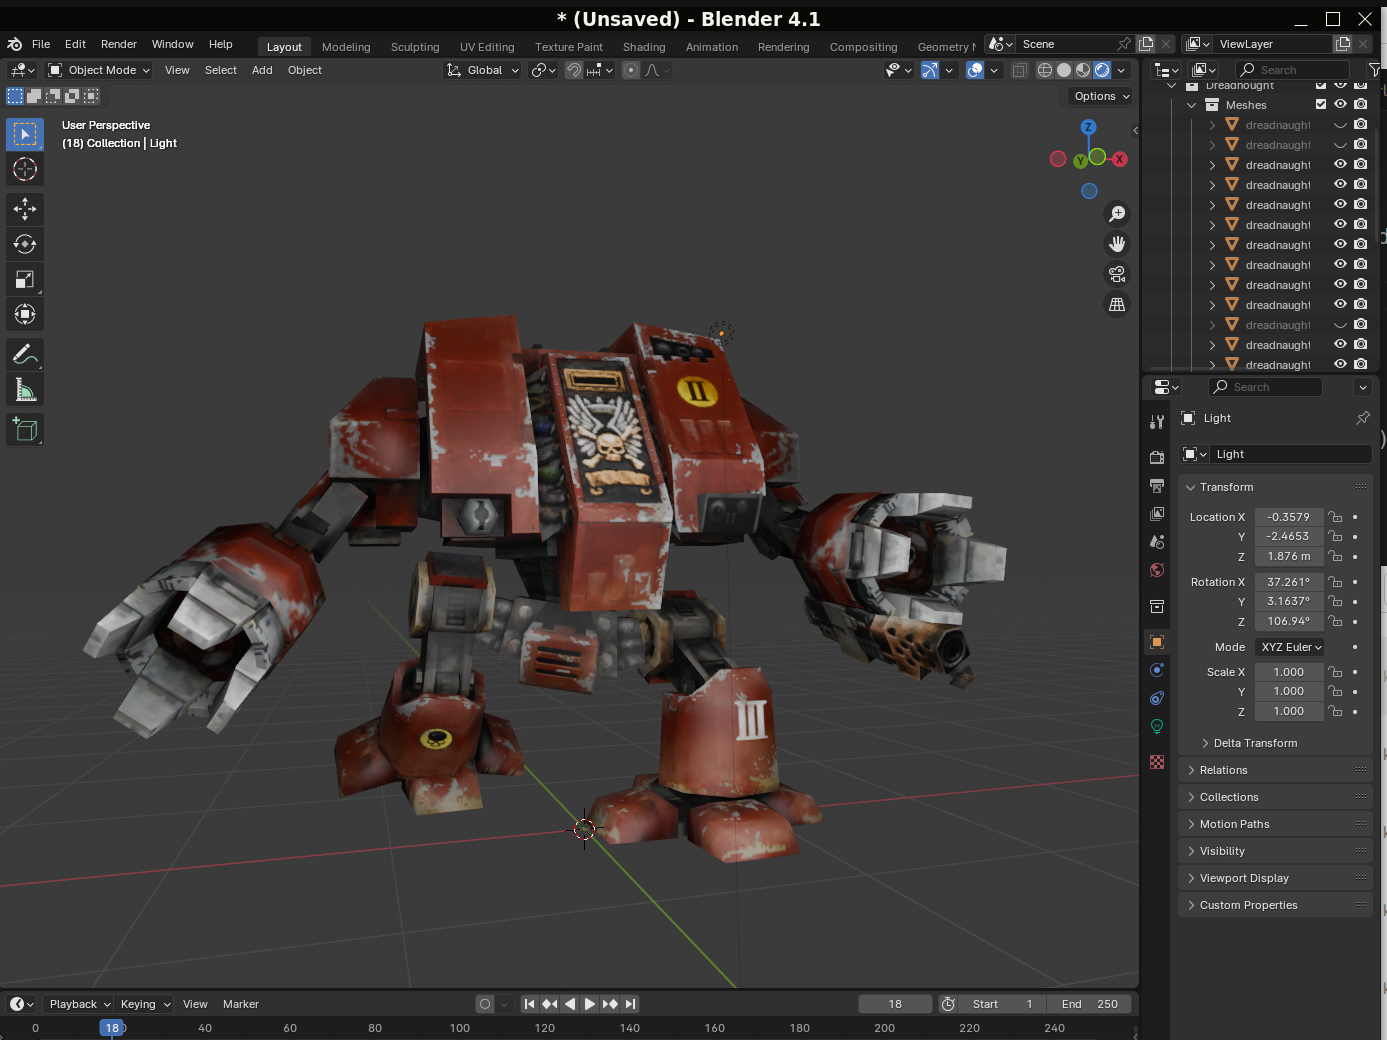 * (Unsaved) - Blender 4.1
File Edit Render Window Help Layout Modeling Sculpting UV Editing Texture Paint Shading Animation Rendering Compositing Geometry Scene ViewLayer
Object Mode View Select Add Object Global Search
Options
User Perspective
(18) Collection | Light
Z
Y
X
Dreadnought
Meshes
dreadnaught
dreadnaught
dreadnaught
dreadnaught
dreadnaught
dreadnaught
dreadnaught
dreadnaught
dreadnaught
dreadnaught
dreadnaught
dreadnaught
dreadnaught
Search
Light
Light
Transform
Location X -0.3579
Y -2.4653
Z 1.876 m
Rotation X 37.261°
Y 3.1637°
Z 106.94°
Mode XYZ Euler
Scale X 1.000
Y 1.000
Z 1.000
Delta Transform
Relations
Collections
Motion Paths
Visibility
Viewport Display
Custom Properties
II
III
Playback Keying View Marker 18 Start 1 End 250
0 18 40 60 80 100 120 140 160 180 200 220 240